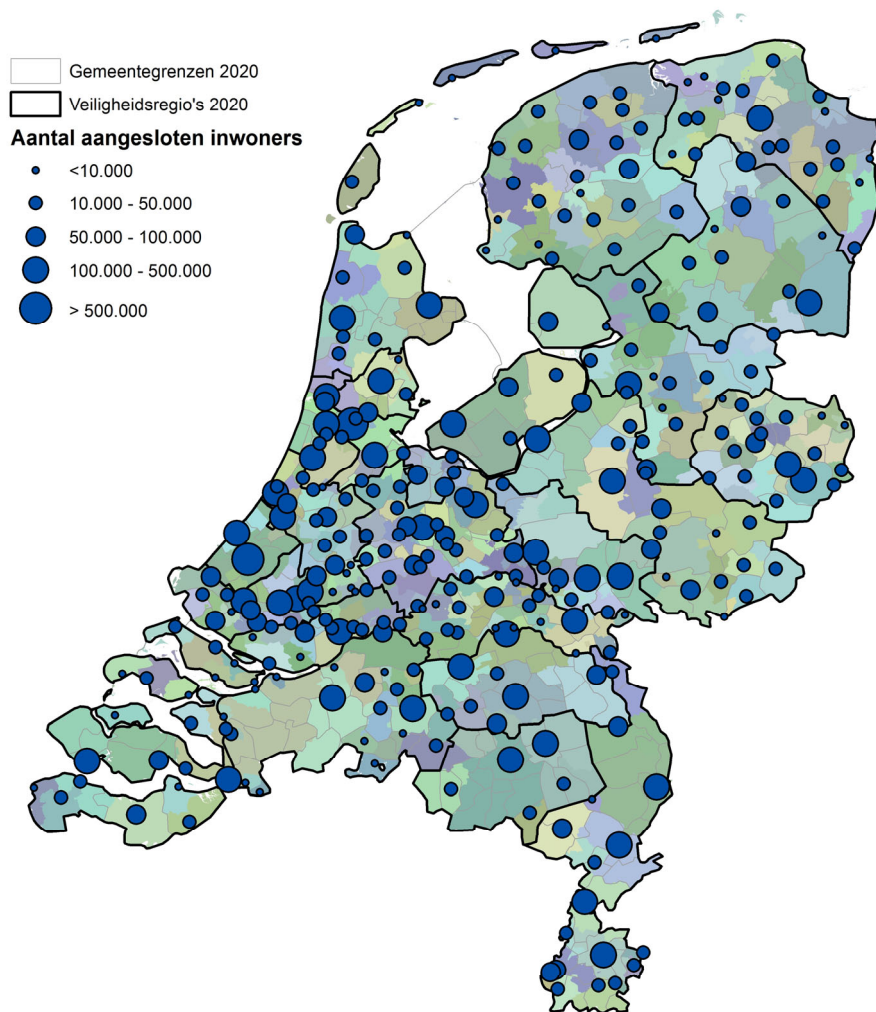 Gemeentegrenzen 2020
Veiligheidsregio's 2020
Aantal aangesloten inwoners
<10.000
10.000 - 50.000
50.000 - 100.000
100.000 - 500.000
> 500.000